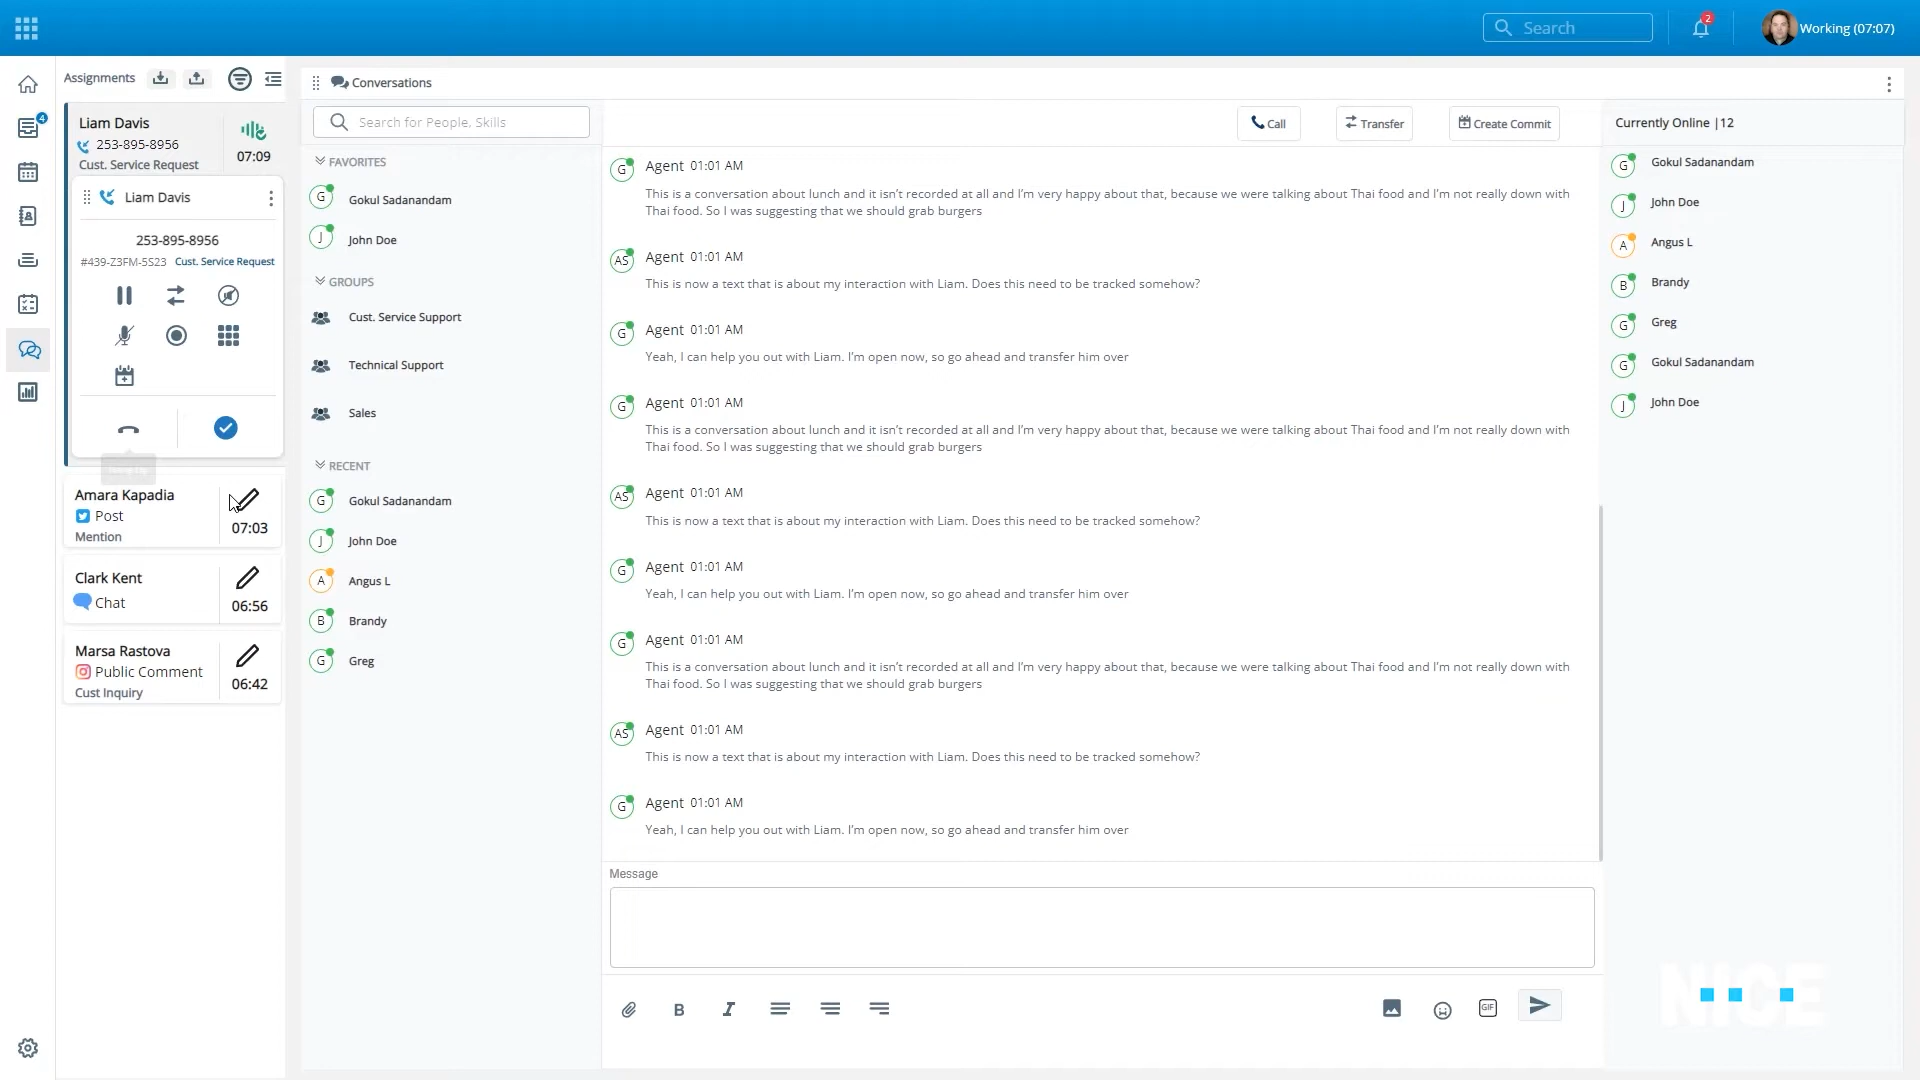 Search
2
Working (07:07)
Assignments
Conversations
4
Liam Davis
253-895-8956
07:09
Cust. Service Request
Liam Davis
253-895-8956
#439-Z3FM-5S23 Cust. Service Request
Amara Kapadia
Post
07:03
Mention
Clark Kent
Chat
06:56
Marsa Rastova
Public Comment
06:42
Cust Inquiry
Search for People, Skills
FAVORITES
G Gokul Sadanandam
J John Doe
GROUPS
Cust. Service Support
Technical Support
Sales
RECENT
G Gokul Sadanandam
J John Doe
A Angus L
B Brandy
G Greg
Call
Transfer
Create Commit
G Agent 01:01 AM
This is a conversation about lunch and it isn't recorded at all and I'm very happy about that, because we were talking about Thai food and I'm not really down with
Thai food. So I was suggesting that we should grab burgers
AS Agent 01:01 AM
This is now a text that is about my interaction with Liam. Does this need to be tracked somehow?
G Agent 01:01 AM
Yeah, I can help you out with Liam. I'm open now, so go ahead and transfer him over
G Agent 01:01 AM
This is a conversation about lunch and it isn't recorded at all and I'm very happy about that, because we were talking about Thai food and I'm not really down with
Thai food. So I was suggesting that we should grab burgers
AS Agent 01:01 AM
This is now a text that is about my interaction with Liam. Does this need to be tracked somehow?
G Agent 01:01 AM
Yeah, I can help you out with Liam. I'm open now, so go ahead and transfer him over
G Agent 01:01 AM
This is a conversation about lunch and it isn't recorded at all and I'm very happy about that, because we were talking about Thai food and I'm not really down with
Thai food. So I was suggesting that we should grab burgers
AS Agent 01:01 AM
This is now a text that is about my interaction with Liam. Does this need to be tracked somehow?
G Agent 01:01 AM
Yeah, I can help you out with Liam. I'm open now, so go ahead and transfer him over
Message
B I
GIF
Currently Online |12
G Gokul Sadanandam
J John Doe
A Angus L
B Brandy
G Greg
G Gokul Sadanandam
J John Doe
NICE